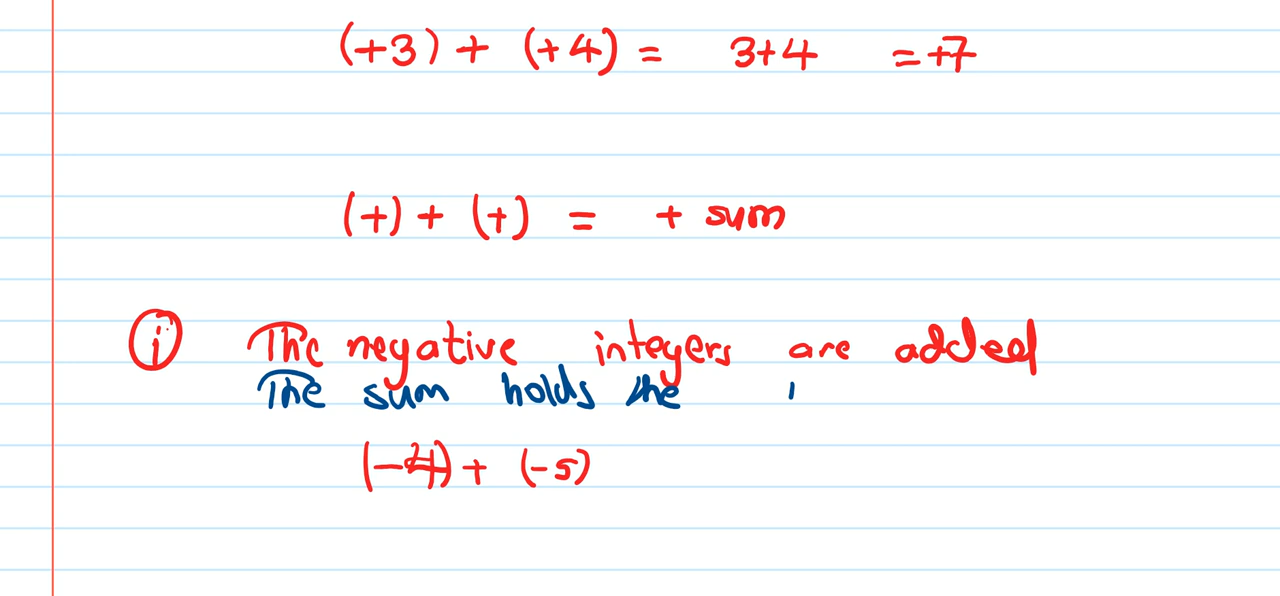 (+3) + (+4) = 3+4 = +7
(+) + (+) = + sum
i The negative integers are added
The sum holds the
(-4) + (-5)